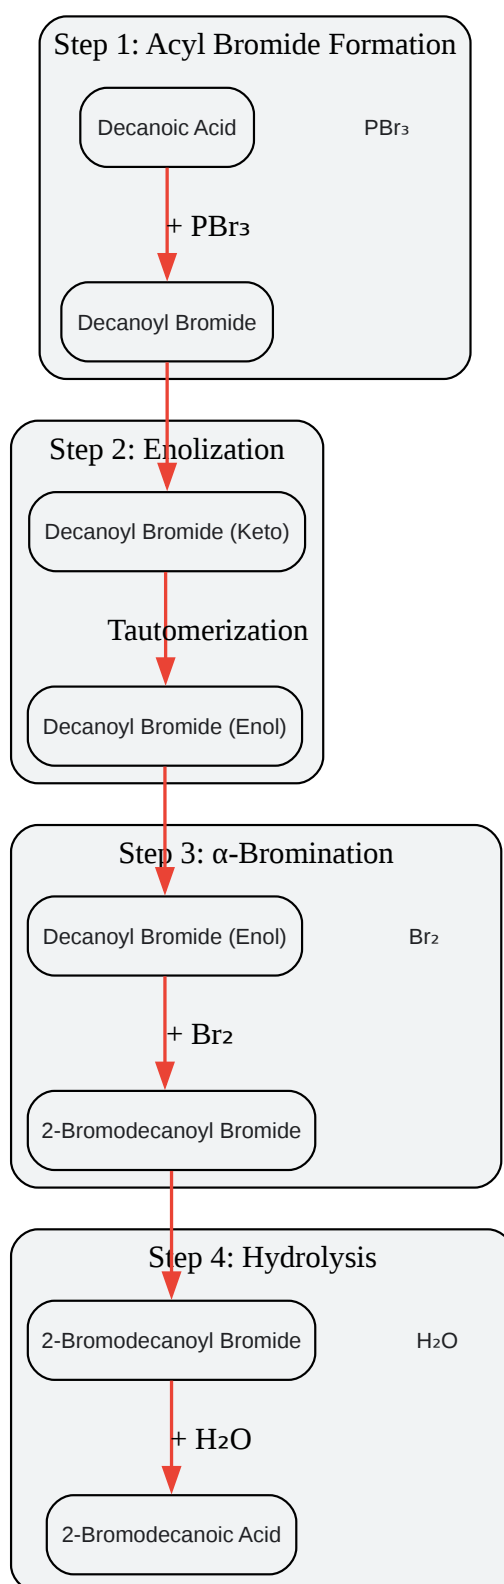 Step 1: Acyl Bromide Formation
Decanoic Acid
PBr₃
+ PBr₃
Decanoyl Bromide
Step 2: Enolization
Decanoyl Bromide (Keto)
Tautomerization
Decanoyl Bromide (Enol)
Step 3: α-Bromination
Decanoyl Bromide (Enol)
Br₂
+ Br₂
2-Bromodecanoyl Bromide
Step 4: Hydrolysis
2-Bromodecanoyl Bromide
H₂O
+ H₂O
2-Bromodecanoic Acid